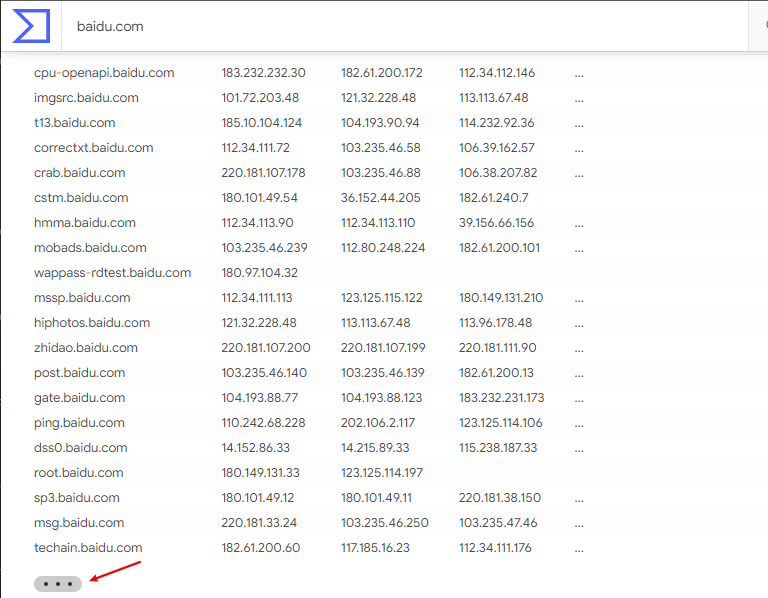 baidu.com
cpu-openapi.baidu.com 183.232.232.30 182.61.200.172 112.34.112.146 ...
imgsrc.baidu.com 101.72.203.48 121.32.228.48 113.113.67.48 ...
t13.baidu.com 185.10.104.124 104.193.90.94 114.232.92.36 ...
correctxt.baidu.com 112.34.111.72 103.235.46.58 106.39.162.57 ...
crab.baidu.com 220.181.107.178 103.235.46.88 106.38.207.82 ...
cstm.baidu.com 180.101.49.54 36.152.44.205 182.61.240.7
hmma.baidu.com 112.34.113.90 112.34.113.110 39.156.66.156 ...
mobads.baidu.com 103.235.46.239 112.80.248.224 182.61.200.101 ...
wappass-rdtest.baidu.com 180.97.104.32
mssp.baidu.com 112.34.111.113 123.125.115.122 180.149.131.210 ...
hiphotos.baidu.com 121.32.228.48 113.113.67.48 113.96.178.48 ...
zhidao.baidu.com 220.181.107.200 220.181.107.199 220.181.111.90 ...
post.baidu.com 103.235.46.140 103.235.46.139 182.61.200.13 ...
gate.baidu.com 104.193.88.77 104.193.88.123 183.232.231.173 ...
ping.baidu.com 110.242.68.228 202.106.2.117 123.125.114.106 ...
dss0.baidu.com 14.152.86.33 14.215.89.33 115.238.187.33 ...
root.baidu.com 180.149.131.33 123.125.114.197
sp3.baidu.com 180.101.49.12 180.101.49.11 220.181.38.150 ...
msg.baidu.com 220.181.33.24 103.235.46.250 103.235.47.46 ...
techain.baidu.com 182.61.200.60 117.185.16.23 112.34.111.176 ...